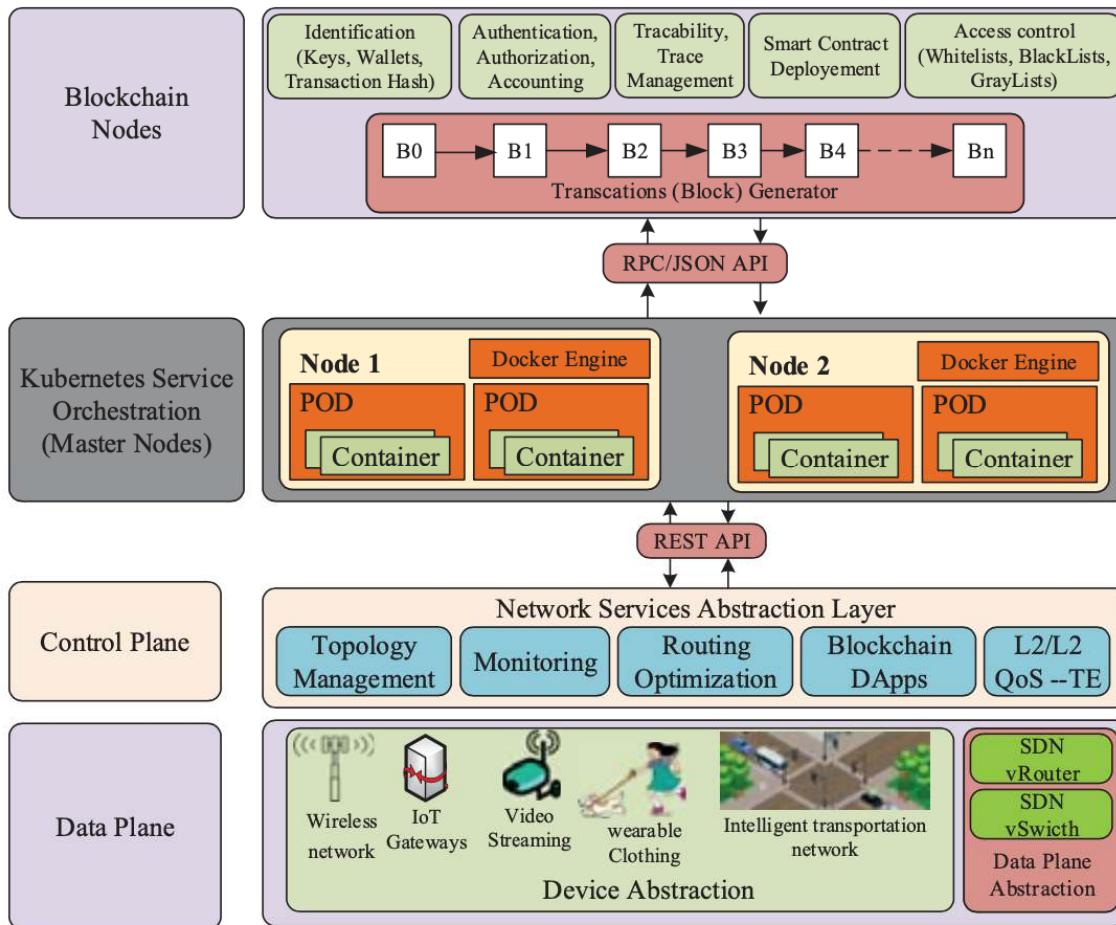 Blockchain
Nodes
Identification
(Keys, Wallets,
Transaction Hash)
Authentication,
Authorization,
Accounting
Tracability,
Trace
Management
Smart Contract
Deployement
Access control
(Whitelists, BlackLists,
GrayLists)
B0
B1
B2
B3
B4
Bn
Transcations (Block) Generator
RPC/JSON API
Kubernetes Service
Orchestration
(Master Nodes)
Node 1
Docker Engine
POD
Container
POD
Container
Node 2
Docker Engine
POD
Container
POD
Container
REST API
Control Plane
Network Services Abstraction Layer
Topology
Management
Monitoring
Routing
Optimization
Blockchain
DApps
L2/L2
QoS --TE
Data Plane
Wireless
network
IoT
Gateways
Video
Streaming
wearable
Clothing
Intelligent transportation
network
Device Abstraction
SDN
vRouter
SDN
vSwicth
Data Plane
Abstraction